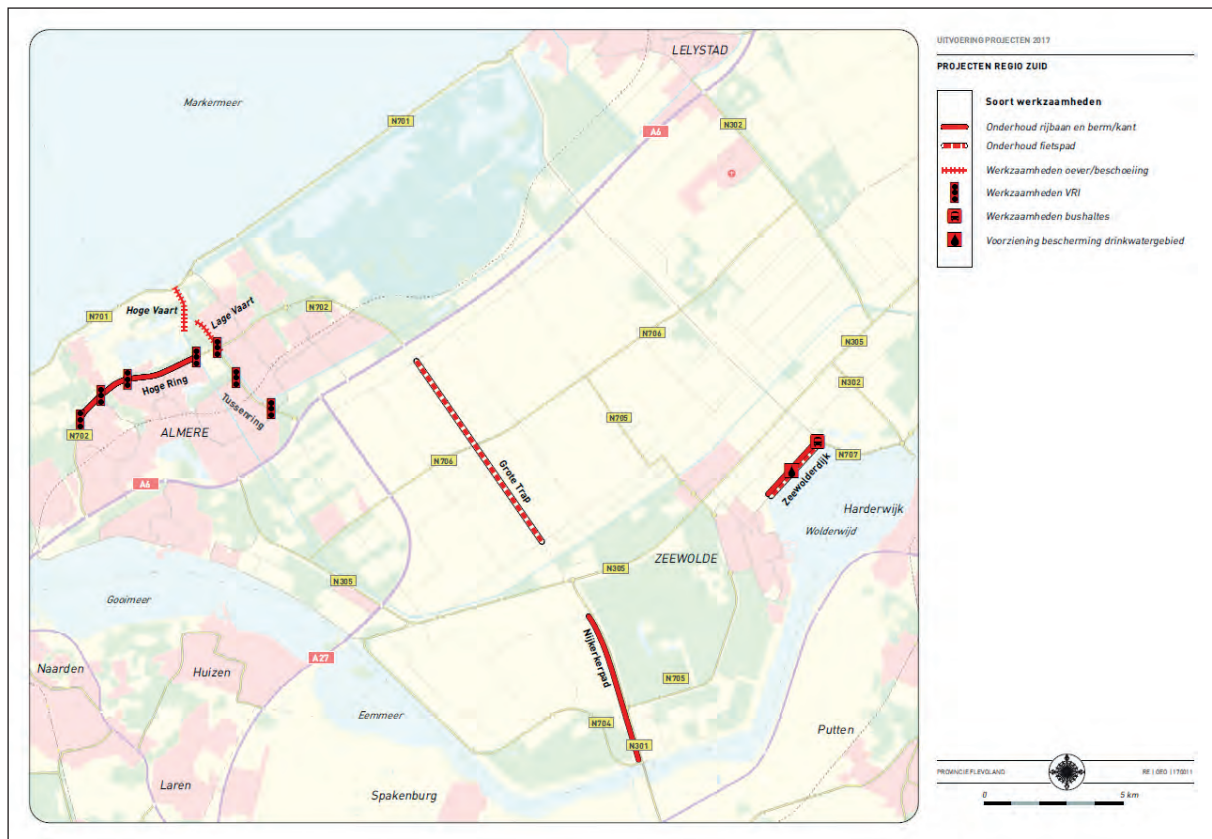 UITVOERING PROJECTEN 2017
PROJECTEN REGIO ZUID
Soort werkzaamheden
Onderhoud rijbaan en berm/kant
Onderhoud fietspad
Werkzaamheden oever/beschoeiing
Werkzaamheden VRI
Werkzaamheden bushaltes
Voorziening bescherming drinkwatergebied
LELYSTAD
Markermeer
N701
A6
N302
Hoge Vaart
Lage Vaart
N702
N701
N706
N305
N302
Hoge Ring
Tussenring
N705
N702
ALMERE
N706
Grote Trap
N707
Zeewolderdijk
A6
Harderwijk
Wolderwijd
ZEEWOLDE
N305
N305
Gooimeer
Nijkerkerpad
Naarden
Huizen
A27
N705
Eemmeer
N704
N301
Putten
Laren
Spakenburg
PROVINCIE FLEVOLAND
RE | GEO | 170011
0
5 km